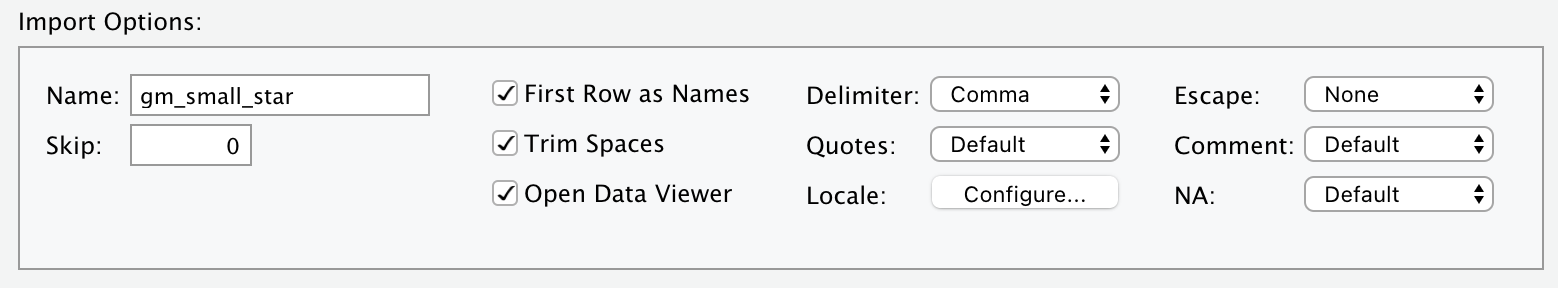 Import Options:
Name: gm_small_star First Row as Names Delimiter: Comma Escape: None
Skip: 0 Trim Spaces Quotes: Default Comment: Default
Open Data Viewer Locale: Configure... NA: Default